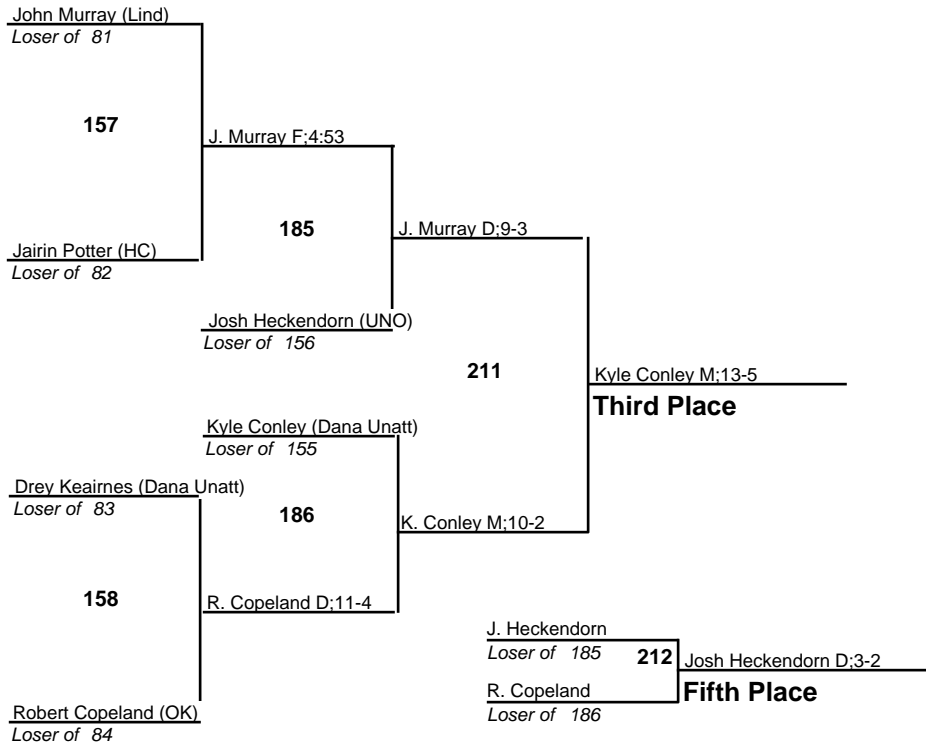 John Murray (Lind)
Loser of 81
157
J. Murray F;4:53
185
J. Murray D;9-3
Jairin Potter (HC)
Loser of 82
Josh Heckendorn (UNO)
Loser of 156
211
Kyle Conley M;13-5
Third Place
Kyle Conley (Dana Unatt)
Loser of 155
Drey Keairnes (Dana Unatt)
Loser of 83
186
K. Conley M;10-2
158
R. Copeland D;11-4
J. Heckendorn
Loser of 185
212
Josh Heckendorn D;3-2
Fifth Place
R. Copeland
Loser of 186
Robert Copeland (OK)
Loser of 84